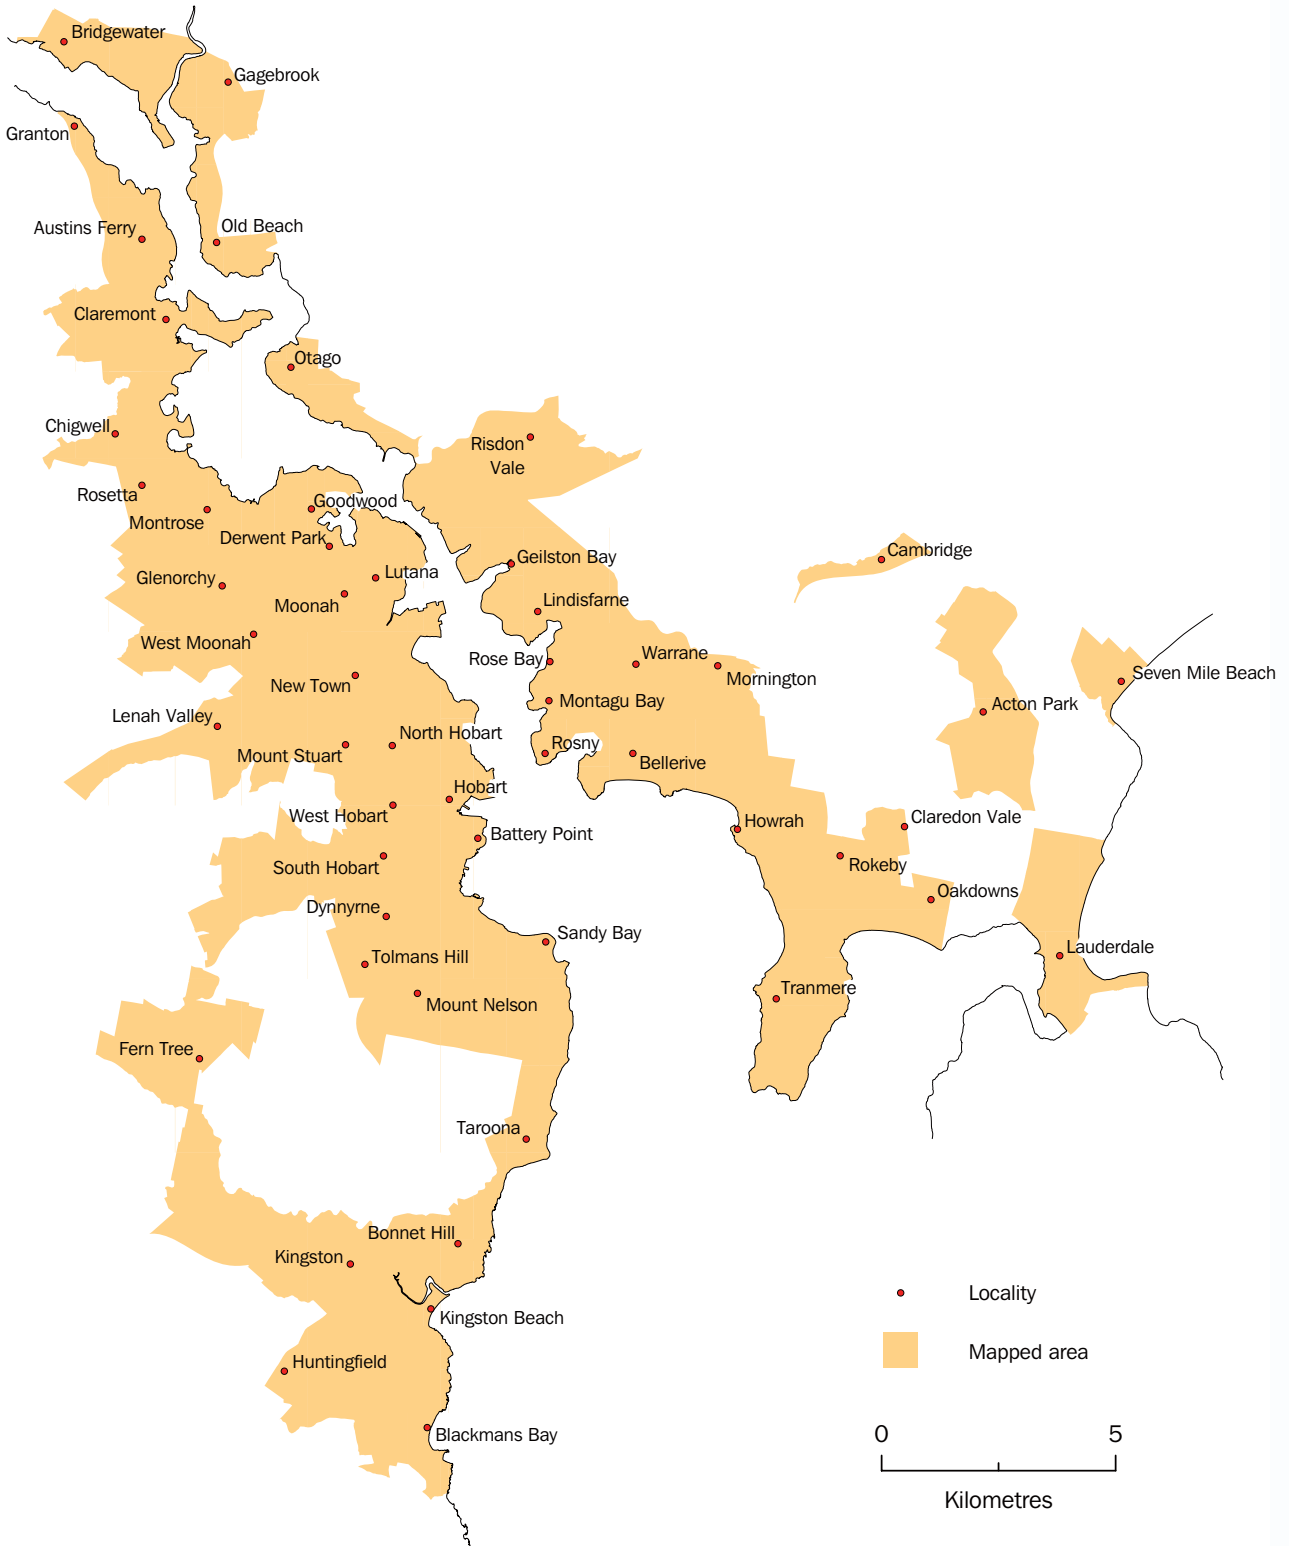 Bridgewater
Gagebrook
Granton
Austins Ferry
Old Beach
Claremont
Otago
Chigwell
Risdon
Vale
Rosetta
Goodwood
Montrose
Derwent Park
Cambridge
Geilston Bay
Glenorchy
Lutana
Lindisfarne
Moonah
West Moonah
Rose Bay
Warrane
Seven Mile Beach
Mornington
New Town
Montagu Bay
Acton Park
Lenah Valley
North Hobart
Rosny
Mount Stuart
Bellerive
Hobart
West Hobart
Claredon Vale
Howrah
Battery Point
Rokeby
South Hobart
Oakdowns
Dynnyrne
Sandy Bay
Lauderdale
Tolmans Hill
Tranmere
Mount Nelson
Fern Tree
Taroona
Bonnet Hill
Kingston
Locality
Kingston Beach
Mapped area
Huntingfield
0 5
Blackmans Bay
Kilometres